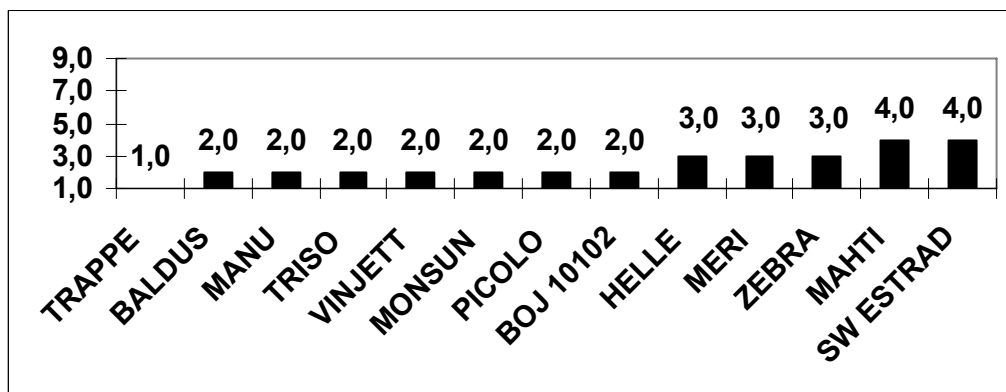 9,0
7,0
5,0
3,0
1,0
1,0 2,0 2,0 2,0 2,0 2,0 2,0 2,0 3,0 3,0 3,0 4,0 4,0
TRAPPE
BALDUS
MANU
TRISO
VINJETT
MONSUN
PICOLO
BOJ 10102
HELLE
MERI
ZEBRA
MAHTI
SW ESTRAD